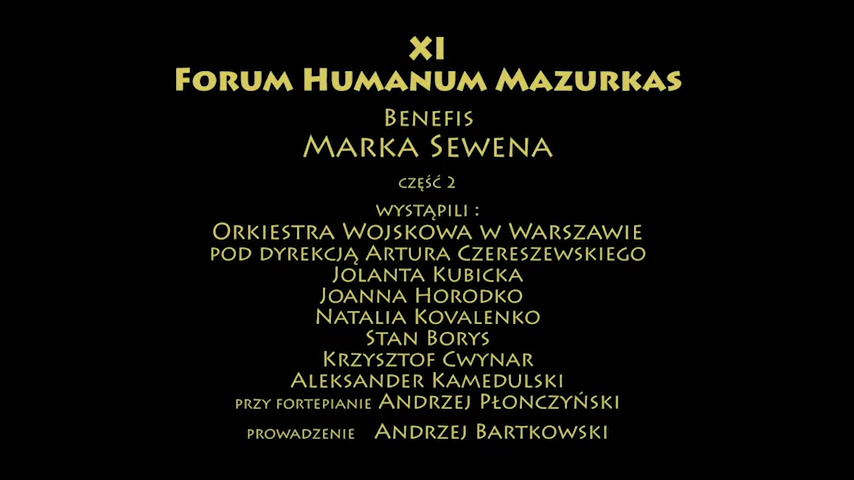 XI
Forum Humanum Mazurkas
Benefis
Marka Sewena
część 2
wystąpili :
Orkiestra Wojskowa w Warszawie
pod dyrekcją Artura Czereszewskiego
Jolanta Kubicka
Joanna Horodko
Natalia Kovalenko
Stan Borys
Krzysztof Cwynar
Aleksander Kamedulski
przy fortepianie Andrzej Płonczyński
prowadzenie Andrzej Bartkowski